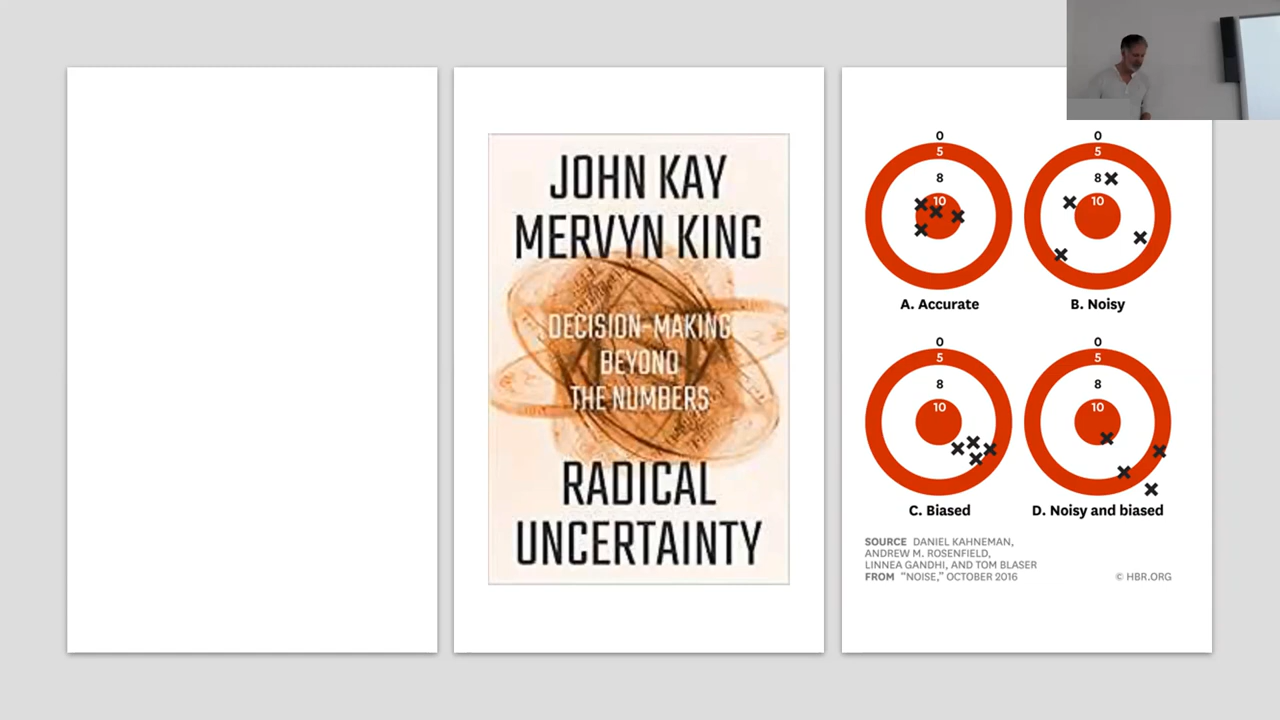 JOHN KAY
MERVYN KING
DECISION-MAKING
BEYOND
THE NUMBERS
RADICAL
UNCERTAINTY
0
5
8
10
A. Accurate
0
5
8
10
B. Noisy
0
5
8
10
C. Biased
0
5
8
10
D. Noisy and biased
SOURCE DANIEL KAHNEMAN,
ANDREW M. ROSENFIELD,
LINNEA GANDHI, AND TOM BLASER
FROM “NOISE,” OCTOBER 2016
© HBR.ORG